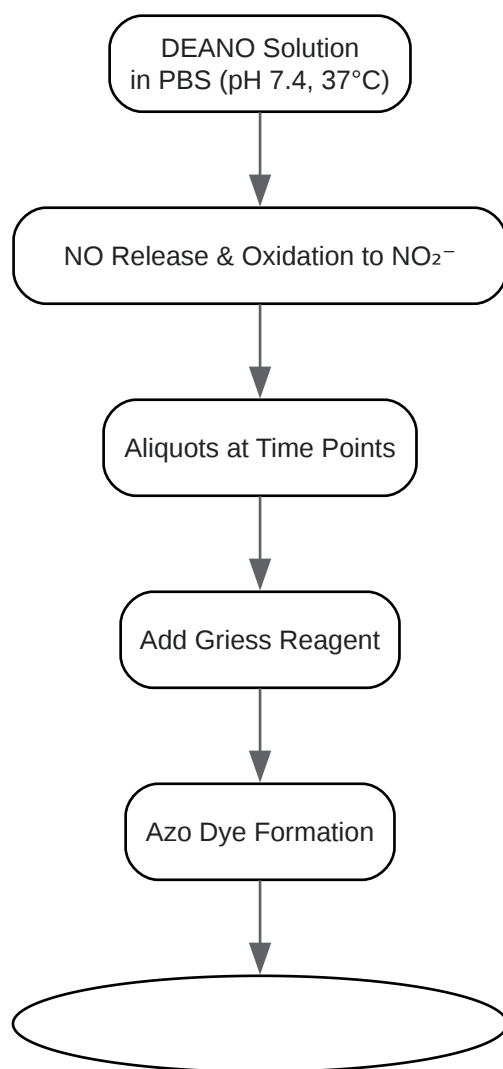 DEANO Solution
in PBS (pH 7.4, 37°C)
NO Release & Oxidation to NO₂⁻
Aliquots at Time Points
Add Griess Reagent
Azo Dye Formation